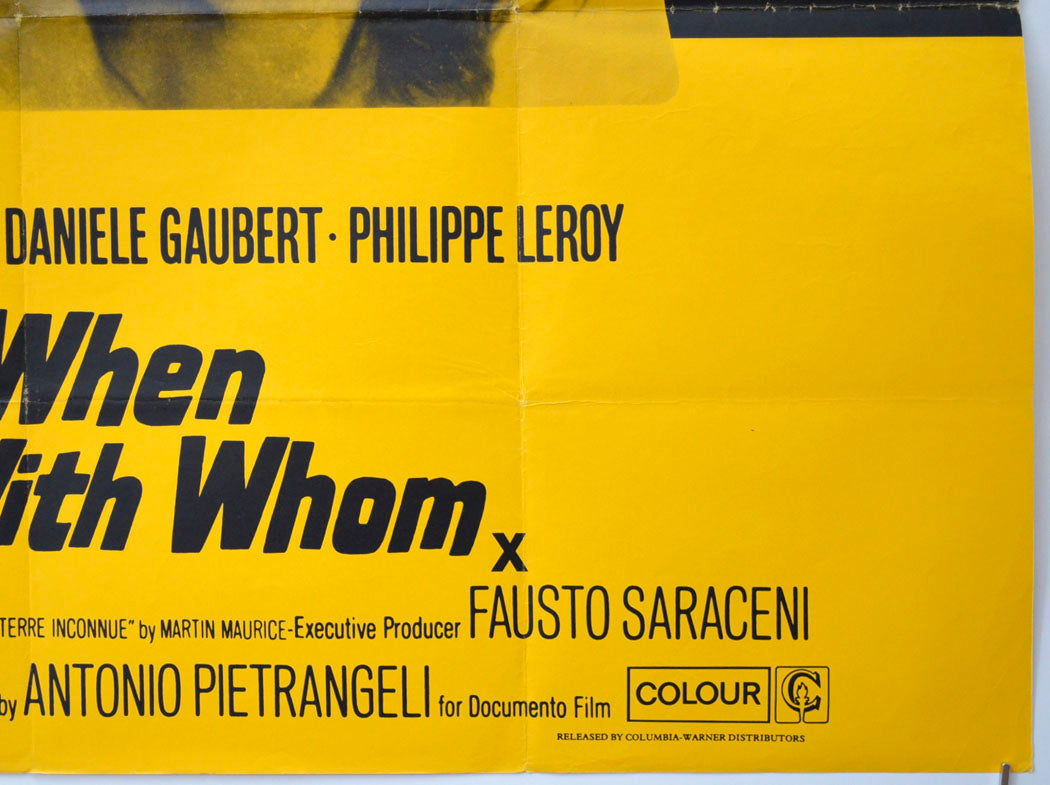 DANIELE GAUBERT · PHILIPPE LEROY
When
ith Whom
x
TERRE INCONNUE" by MARTIN MAURICE-Executive Producer FAUSTO SARACENI
by ANTONIO PIETRANGELI for Documento Film COLOUR
RELEASED BY COLUMBIA-WARNER DISTRIBUTORS